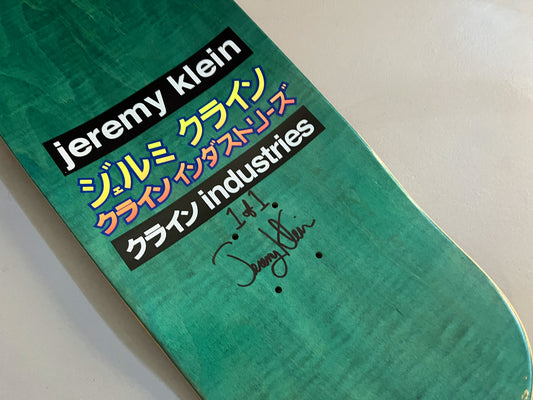 jeremy klein
ジェルミ クライン
クライン インダストリーズ
クライン industries
1 of 1
Jeremy Klein